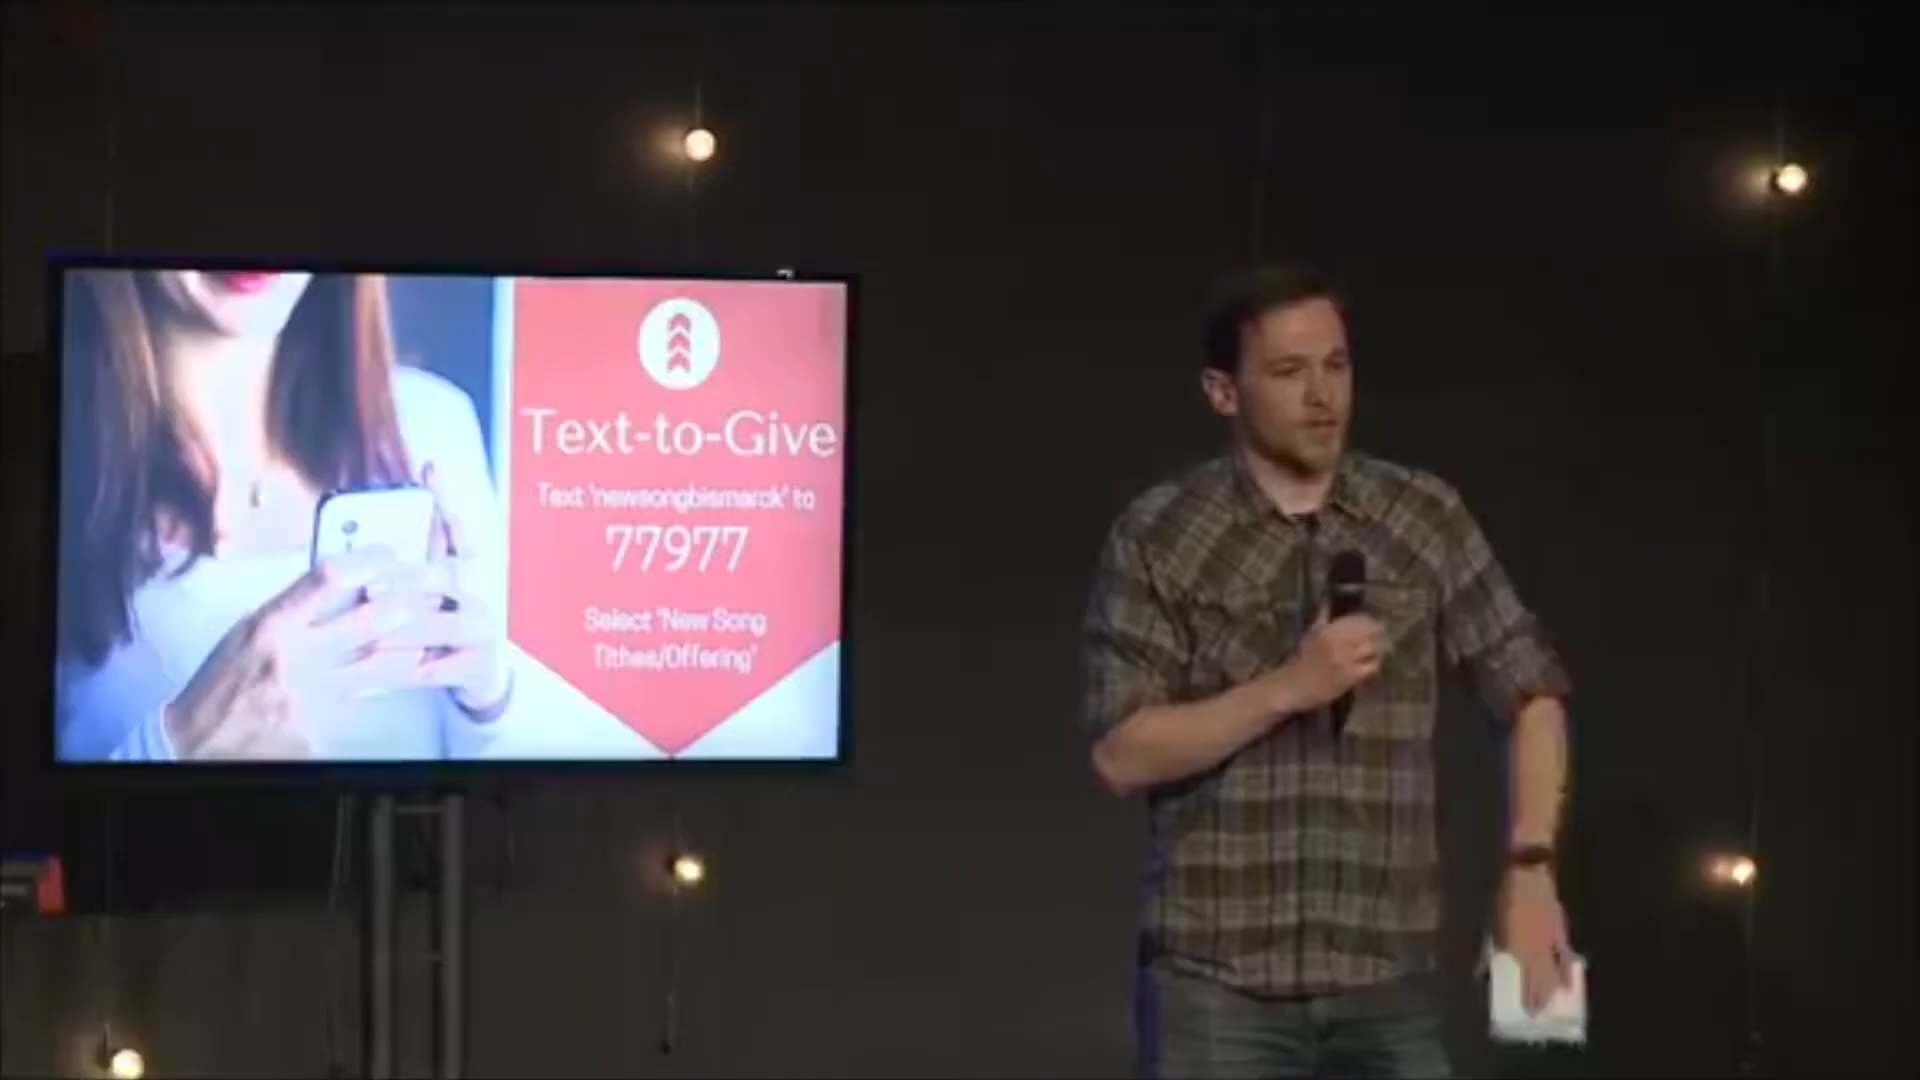 Text-to-Give
Text 'newsongbismarck' to
77977
Select 'New Song
Tithes/Offering'